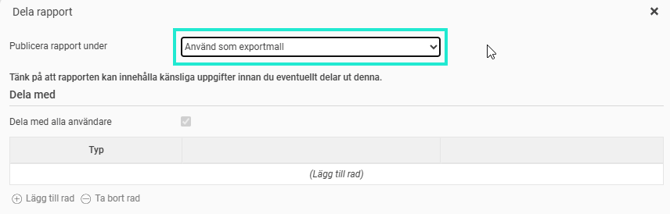 Dela rapport
Publicera rapport under
Använd som exportmall
Tänk på att rapporten kan innehålla känsliga uppgifter innan du eventuellt delar ut denna.
Dela med
Dela med alla användare
Typ
(Lägg till rad)
Lägg till rad Ta bort rad